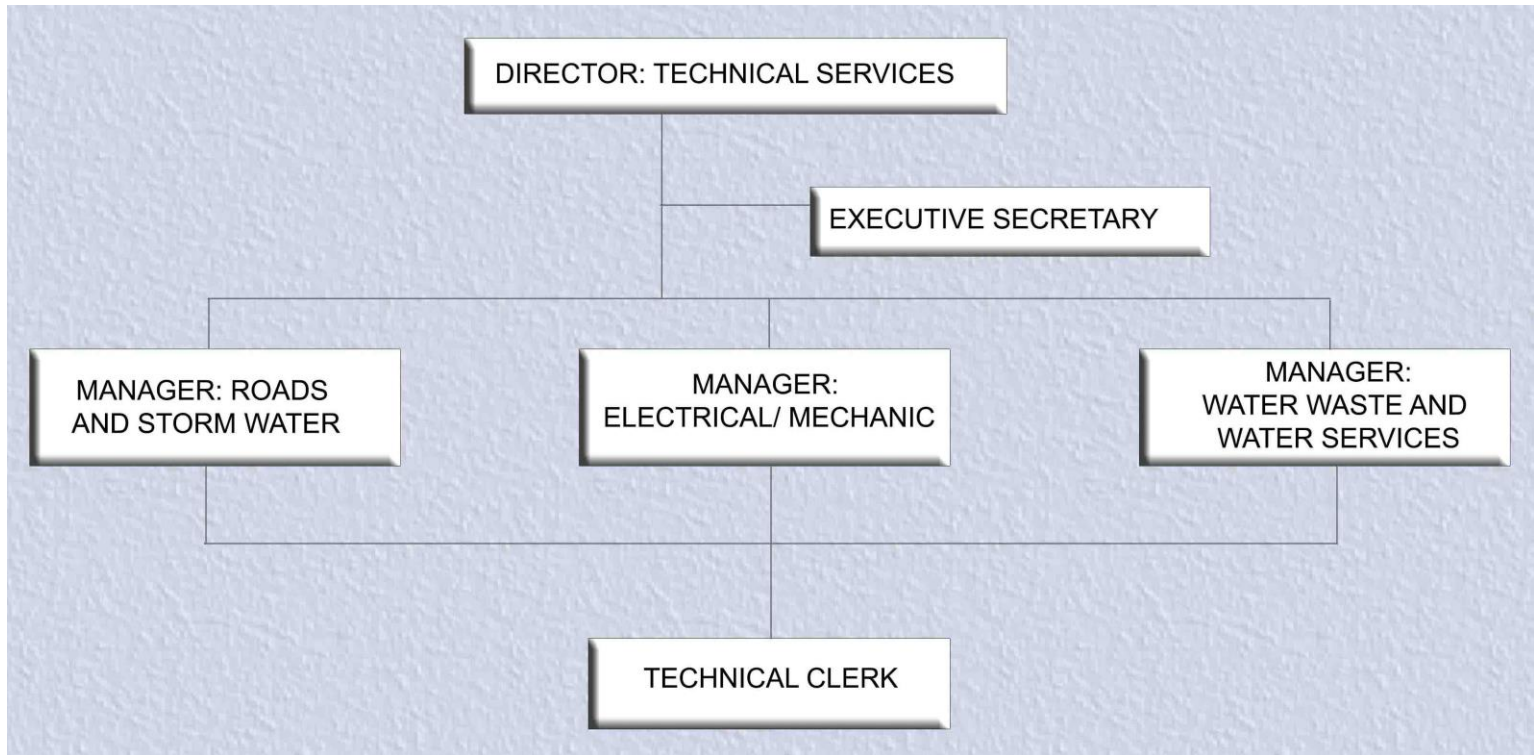 DIRECTOR: TECHNICAL SERVICES
EXECUTIVE SECRETARY
MANAGER: ROADS
AND STORM WATER
MANAGER:
ELECTRICAL/ MECHANIC
MANAGER:
WATER WASTE AND
WATER SERVICES
TECHNICAL CLERK